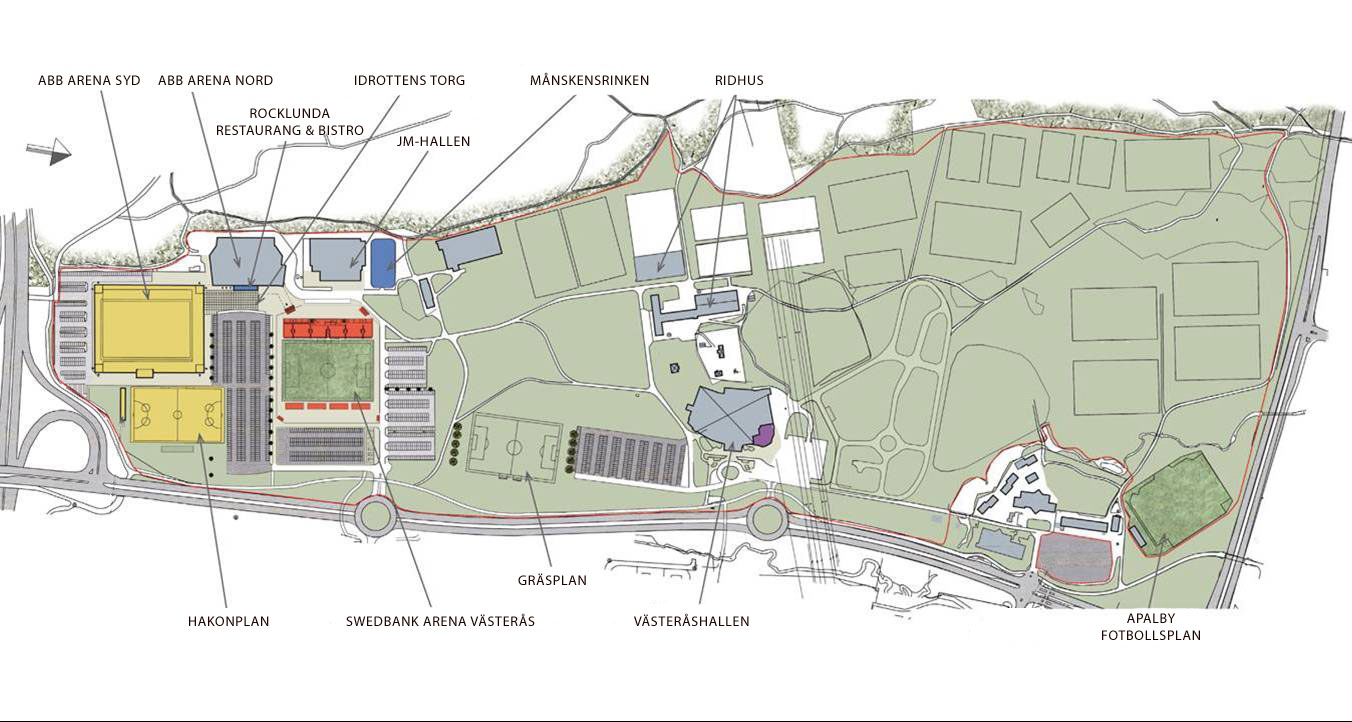 ABB ARENA SYD
ABB ARENA NORD
IDROTTENS TORG
MÅNSKENSRINKEN
RIDHUS
ROCKLUNDA
RESTAURANG & BISTRO
JM-HALLEN
GRÄSPLAN
HAKONPLAN
SWEDBANK ARENA VÄSTERÅS
VÄSTERÅSHALLEN
APALBY
FOTBOLLSPLAN